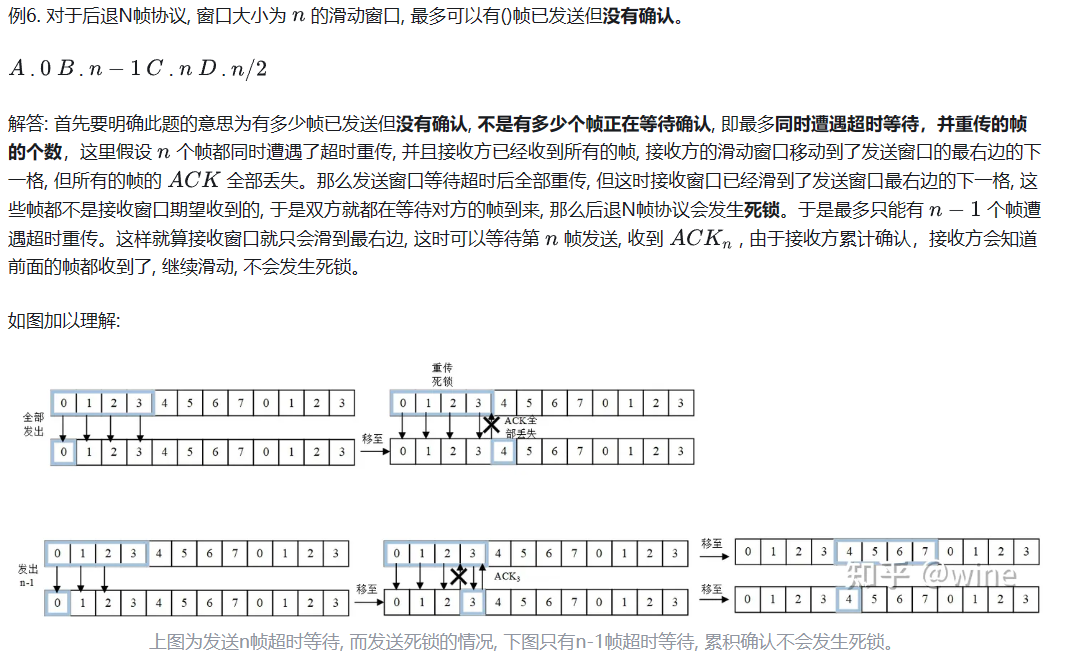 例6. 对于后退N帧协议, 窗口大小为 n 的滑动窗口, 最多可以有()帧已发送但没有确认。
A . 0 B . n − 1 C . n D . n/2
解答: 首先要明确此题的意思为有多少帧已发送但没有确认, 不是有多少个帧正在等待确认, 即最多同时遭遇超时等待，并重传的帧
的个数，这里假设 n 个帧都同时遭遇了超时重传, 并且接收方已经收到所有的帧, 接收方的滑动窗口移动到了发送窗口的最右边的下
一格, 但所有的帧的 ACK 全部丢失。那么发送窗口等待超时后全部重传, 但这时接收窗口已经滑到了发送窗口最右边的下一格, 这
些帧都不是接收窗口期望收到的, 于是双方就都在等待对方的帧到来, 那么后退N帧协议会发生死锁。于是最多只能有 n − 1 个帧遭
遇超时重传。这样就算接收窗口就只会滑到最右边, 这时可以等待第 n 帧发送, 收到 ACKn , 由于接收方累计确认，接收方会知道
前面的帧都收到了, 继续滑动, 不会发生死锁。
如图加以理解:
重传
死锁
0 1 2 3 4 5 6 7 0 1 2 3
0 1 2 3 4 5 6 7 0 1 2 3
全部
发出
ACK全
部丢失
移至
0 1 2 3 4 5 6 7 0 1 2 3
0 1 2 3 4 5 6 7 0 1 2 3
0 1 2 3 4 5 6 7 0 1 2 3
0 1 2 3 4 5 6 7 0 1 2 3
移至
0 1 2 3 4 5 6 7 0 1 2 3
发出
n-1
ACK3
知乎 @wine
移至
移至
0 1 2 3 4 5 6 7 0 1 2 3
0 1 2 3 4 5 6 7 0 1 2 3
0 1 2 3 4 5 6 7 0 1 2 3
上图为发送n帧超时等待, 而发送死锁的情况, 下图只有n-1帧超时等待, 累积确认不会发生死锁。